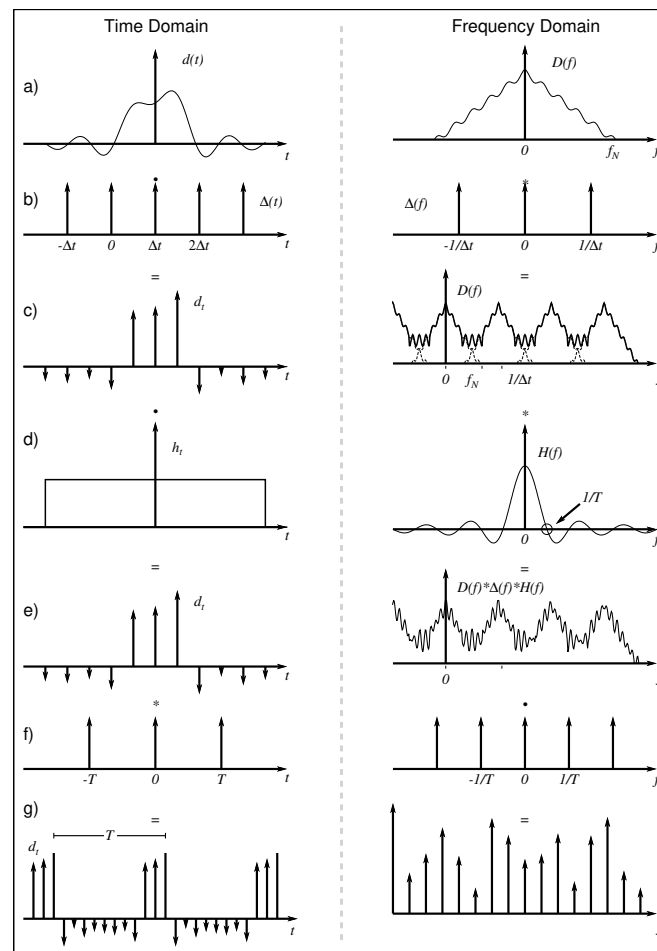 Time Domain
Frequency Domain
a)
d(t)
t
D(f)
0
f_N
f
b)
Δ(t)
-Δt
0
Δt
2Δt
t
*
Δ(f)
-1/Δt
0
1/Δt
f
=
=
c)
d_t
t
D(f)
0
f_N
1/Δt
d)
h_t
t
*
H(f)
1/T
0
f
=
=
e)
d_t
t
D(f)*Δ(f)*H(f)
0
f)
*
-T
0
T
t
-1/T
0
1/T
f
g)
=
=
T
d_t
t